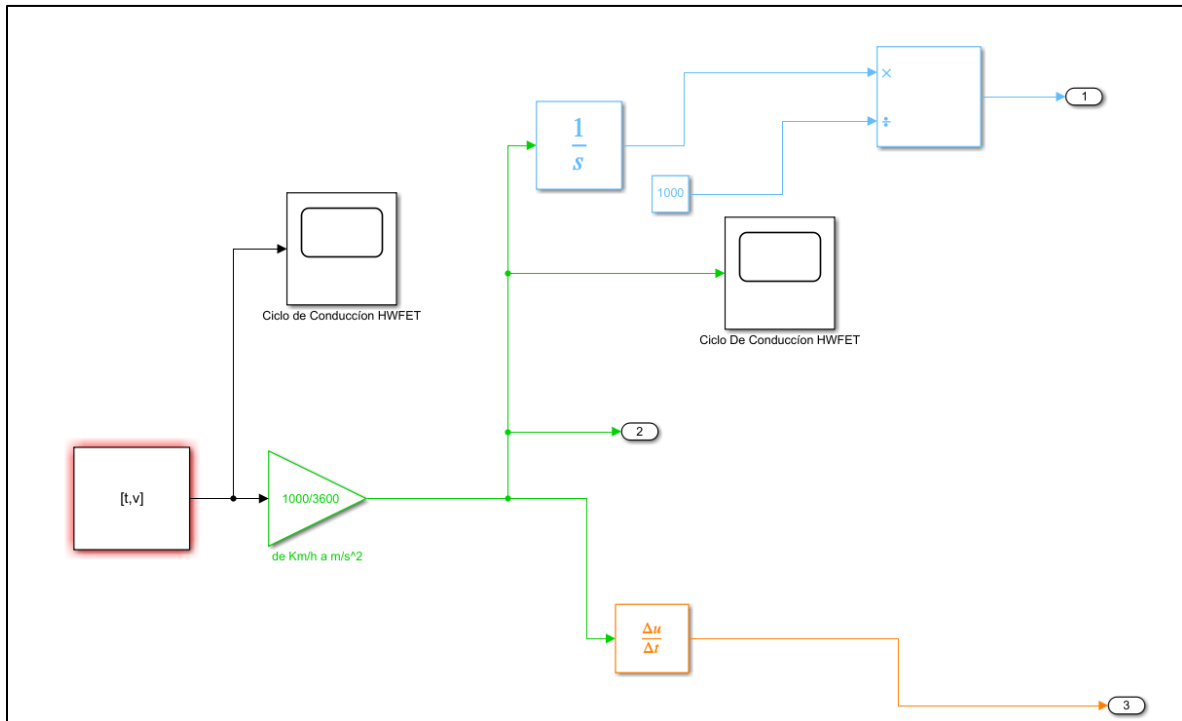 ×
1
1
s
÷
1000
Ciclo de Conduccíon HWFET
Ciclo De Conduccíon HWFET
2
[t,v]
1000/3600
de Km/h a m/s^2
Δu
Δt
3